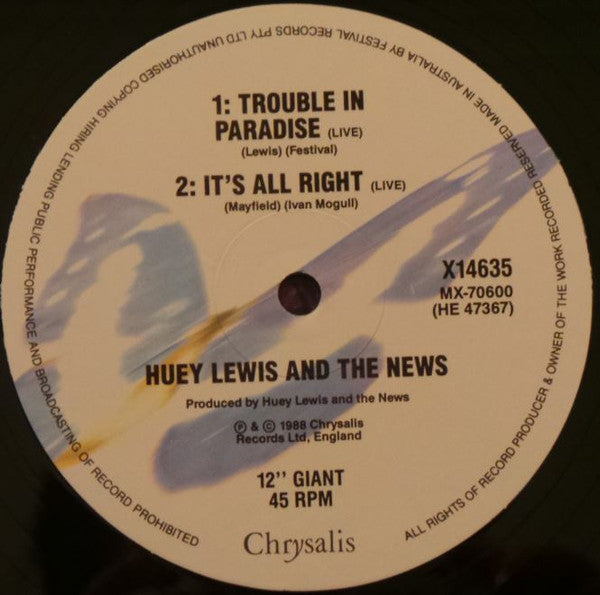 1: TROUBLE IN
PARADISE (LIVE)
(Lewis) (Festival)
2: IT'S ALL RIGHT (LIVE)
(Mayfield) (Ivan Mogull)
X14635
MX-70600
(HE 47367)
HUEY LEWIS AND THE NEWS
Produced by Huey Lewis and the News
Ⓟ & © 1988 Chrysalis
Records Ltd, England
12'' GIANT
45 RPM
Chrysalis
ALL RIGHTS OF RECORD PRODUCER & OWNER OF THE WORK RECORDED RESERVED MADE IN AUSTRALIA BY FESTIVAL RECORDS PTY LTD UNAUTHORISED COPYING HIRING LENDING PUBLIC PERFORMANCE AND BROADCASTING OF RECORD PROHIBITED